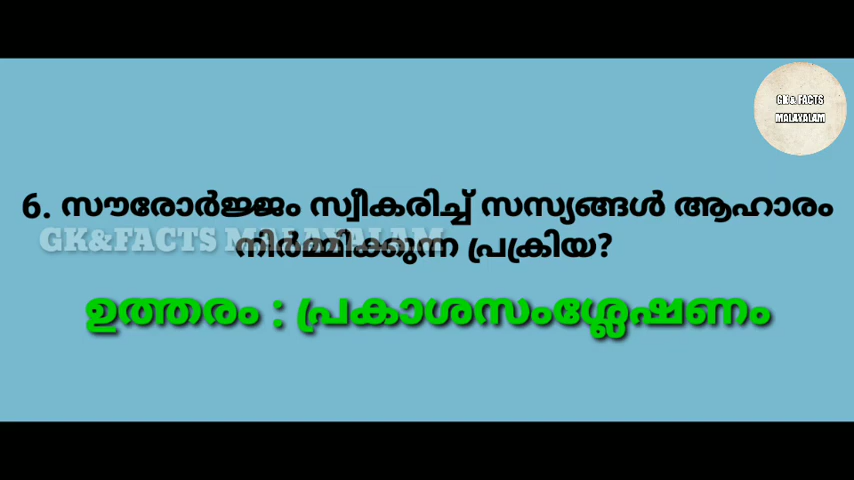 GK& FACTS
MALAYALAM
6. സൗരോർജ്ജം സ്വീകരിച്ച് സസ്യങ്ങൾ ആഹാരം
GK&FACTS MALAYALAM
നിർമ്മിക്കുന്ന പ്രക്രിയ?
ഉത്തരം : പ്രകാശസംശ്ലേഷണം